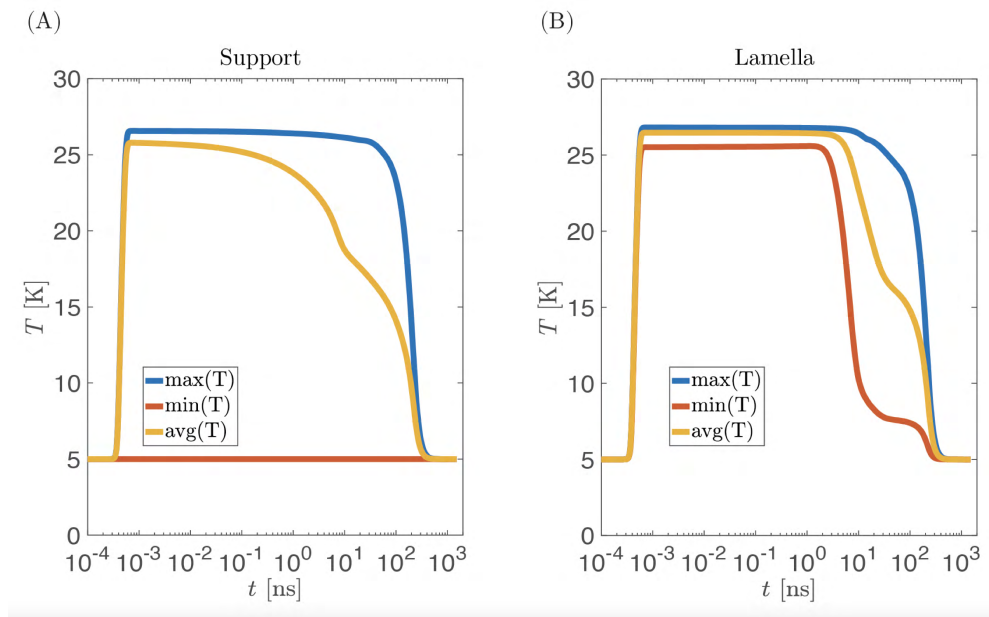 (A)
Support
30
25
20
15
10
5
0
T [K]
max(T)
min(T)
avg(T)
10^-4 10^-3 10^-2 10^-1 10^0 10^1 10^2 10^3
t [ns]
(B)
Lamella
30
25
20
15
10
5
0
T [K]
max(T)
min(T)
avg(T)
10^-4 10^-3 10^-2 10^-1 10^0 10^1 10^2 10^3
t [ns]